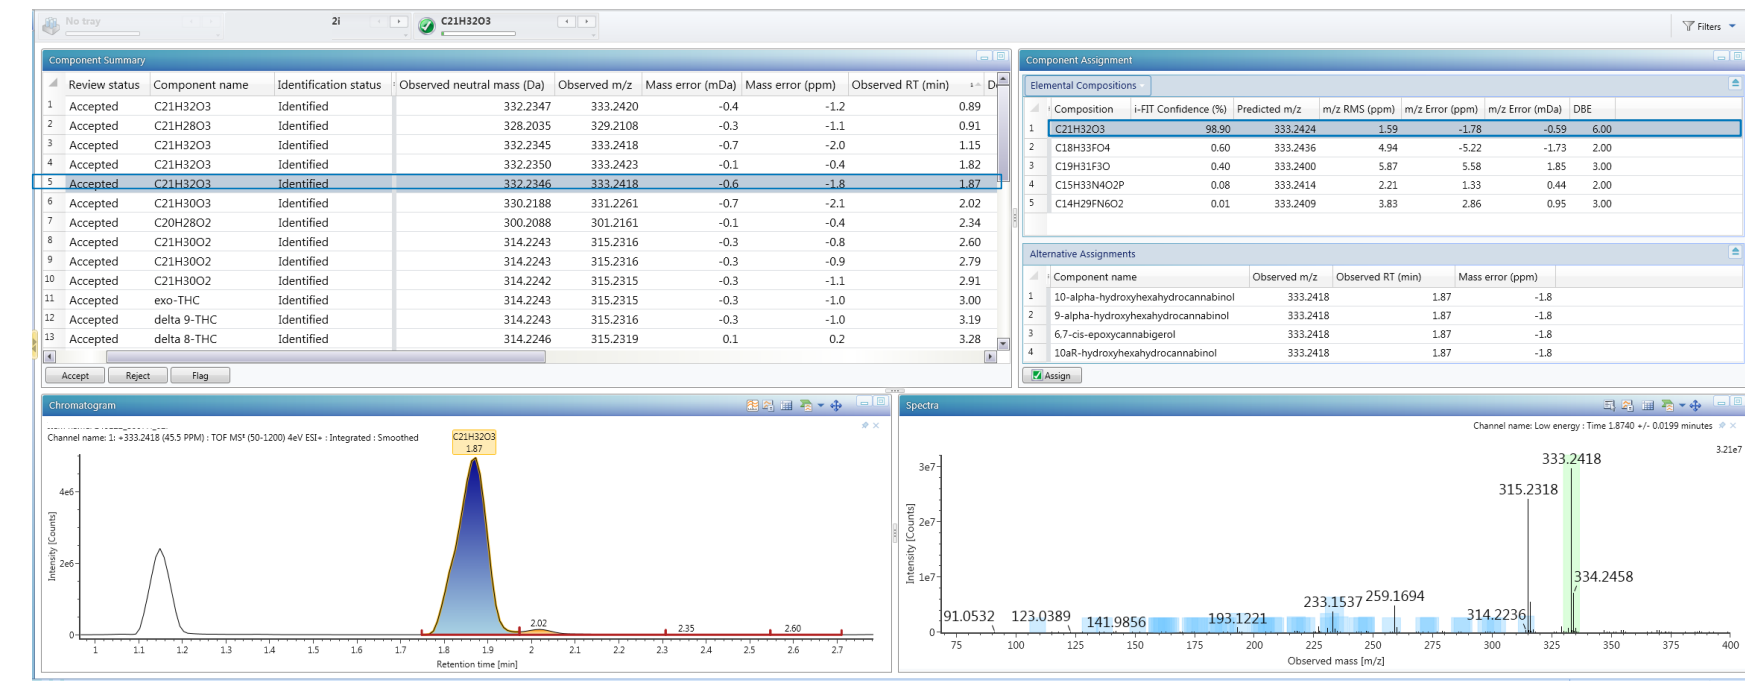 No tray 2i C21H32O3 Filters
Component Summary
Review status Component name Identification status Observed neutral mass (Da) Observed m/z Mass error (mDa) Mass error (ppm) Observed RT (min)
1 Accepted C21H32O3 Identified 332.2347 333.2420 -0.4 -1.2 0.89
2 Accepted C21H28O3 Identified 328.2035 329.2108 -0.3 -1.1 0.91
3 Accepted C21H32O3 Identified 332.2345 333.2418 -0.7 -2.0 1.15
4 Accepted C21H32O3 Identified 332.2350 333.2423 -0.1 -0.4 1.82
5 Accepted C21H32O3 Identified 332.2346 333.2418 -0.6 -1.8 1.87
6 Accepted C21H30O3 Identified 330.2188 331.2261 -0.7 -2.1 2.02
7 Accepted C20H28O2 Identified 300.2088 301.2161 -0.1 -0.4 2.34
8 Accepted C21H30O2 Identified 314.2243 315.2316 -0.3 -0.8 2.60
9 Accepted C21H30O2 Identified 314.2243 315.2316 -0.3 -0.9 2.79
10 Accepted C21H30O2 Identified 314.2242 315.2315 -0.3 -1.1 2.91
11 Accepted exo-THC Identified 314.2243 315.2315 -0.3 -1.0 3.00
12 Accepted delta 9-THC Identified 314.2243 315.2316 -0.3 -1.0 3.19
13 Accepted delta 8-THC Identified 314.2246 315.2319 0.1 0.2 3.28
Accept Reject Flag
Component Assignment
Elemental Compositions
Composition i-FIT Confidence (%) Predicted m/z m/z RMS (ppm) m/z Error (ppm) m/z Error (mDa) DBE
1 C21H32O3 98.90 333.2424 1.59 -1.78 -0.59 6.00
2 C18H33FO4 0.60 333.2436 4.94 -5.22 -1.73 2.00
3 C19H31F3O 0.40 333.2400 5.87 5.58 1.85 3.00
4 C15H33N4O2P 0.08 333.2414 2.21 1.33 0.44 2.00
5 C14H29FN6O2 0.01 333.2409 3.83 2.86 0.95 3.00
Alternative Assignments
Component name Observed m/z Observed RT (min) Mass error (ppm)
1 10-alpha-hydroxyhexahydrocannabinol 333.2418 1.87 -1.8
2 9-alpha-hydroxyhexahydrocannabinol 333.2418 1.87 -1.8
3 6,7-cis-epoxycannabigerol 333.2418 1.87 -1.8
4 10aR-hydroxyhexahydrocannabinol 333.2418 1.87 -1.8
Assign
Chromatogram
Channel name: 1: +333.2418 (45.5 PPM) : TOF MSᴱ (50-1200) 4eV ESI+ : Integrated : Smoothed
C21H32O3
1.87
4e6
2e6
0
Intensity [Counts]
2.02 2.35 2.60
1 1.1 1.2 1.3 1.4 1.5 1.6 1.7 1.8 1.9 2 2.1 2.2 2.3 2.4 2.5 2.6 2.7
Retention time [min]
Spectra
Channel name: Low energy : Time 1.8740 +/- 0.0199 minutes
3.21e7
3e7
2e7
1e7
0
Intensity [Counts]
333.2418
315.2318
334.2458
91.0532 123.0389 141.9856 193.1221 233.1537 259.1694 314.2236
75 100 125 150 175 200 225 250 275 300 325 350 375 400
Observed mass [m/z]